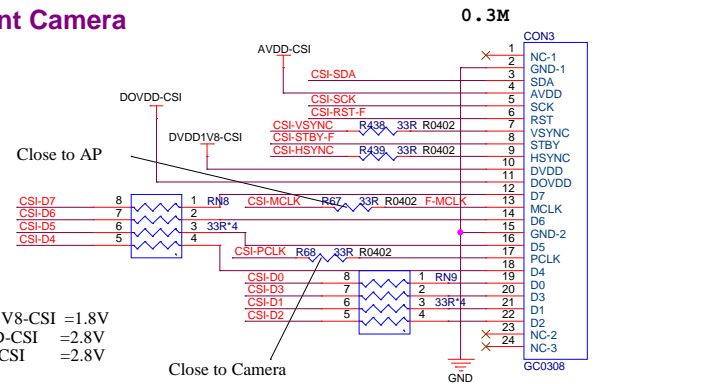 nt Camera
0.3M
CON3
AVDD-CSI
1 NC-1
2 GND-1
CSI-SDA 3 SDA
4 AVDD
CSI-SCK 5 SCK
DOVDD-CSI
CSI-RST-F 6 RST
CSI-VSYNC R438 33R R0402 7 VSYNC
CSI-STBY-F 8 STBY
DVDD1V8-CSI
CSI-HSYNC R439 33R R0402 9 HSYNC
10 DVDD
Close to AP
11 DOVDD
12 D7
CSI-D7 8 1 RN8
CSI-MCLK R67 33R R0402 F-MCLK 13 MCLK
CSI-D6 7 2
14 D6
CSI-D5 6 3 33R*4
15 GND-2
CSI-D4 5 4
16 D5
CSI-PCLK R68 33R R0402 17 PCLK
18 D4
CSI-D0 8 1 RN9 19 D0
CSI-D3 7 2 20 D3
CSI-D1 6 3 33R*4 21 D1
CSI-D2 5 4 22 D2
23 NC-2
24 NC-3
V8-CSI =1.8V
D-CSI =2.8V
CSI =2.8V
Close to Camera
GND
GC0308